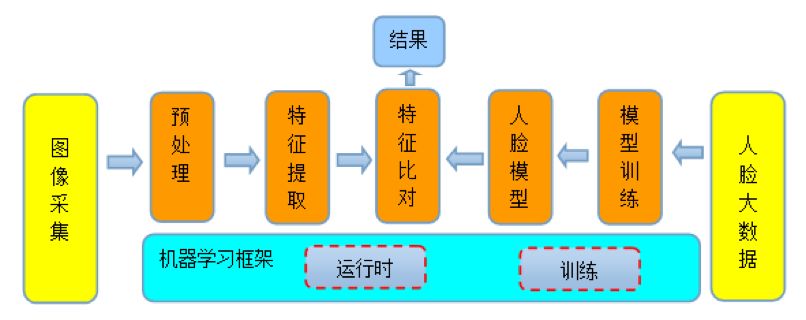 结果
图像采集
预处理
特征提取
特征比对
人脸模型
模型训练
人脸大数据
机器学习框架
运行时
训练